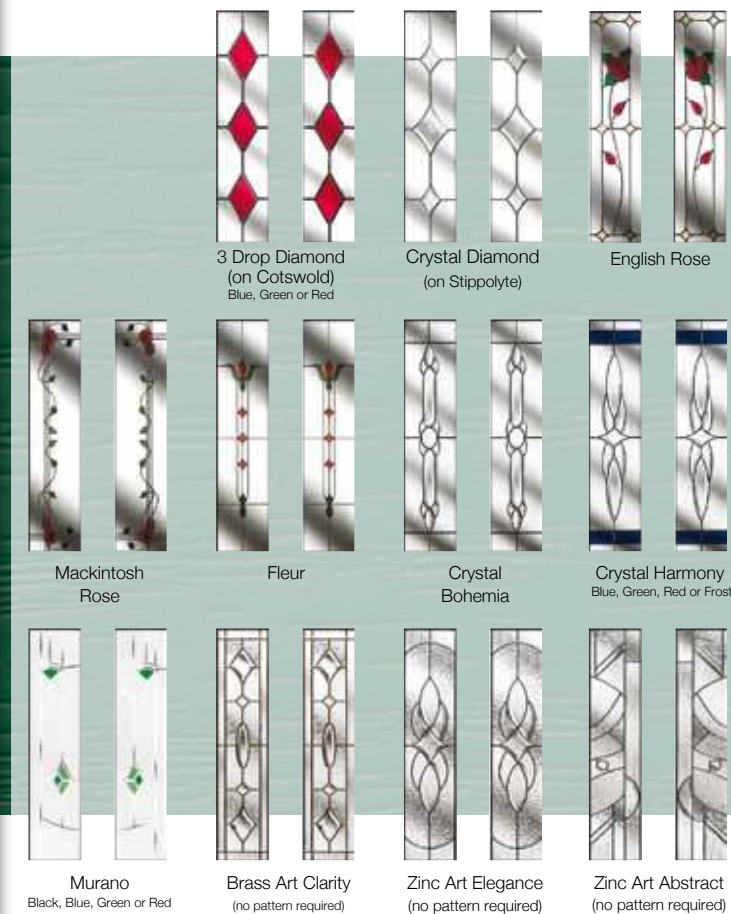 3 Drop Diamond
(on Cotswold)
Blue, Green or Red
Crystal Diamond
(on Stippolyte)
English Rose
Mackintosh
Rose
Fleur
Crystal
Bohemia
Crystal Harmony
Blue, Green, Red or Frost
Murano
Black, Blue, Green or Red
Brass Art Clarity
(no pattern required)
Zinc Art Elegance
(no pattern required)
Zinc Art Abstract
(no pattern required)